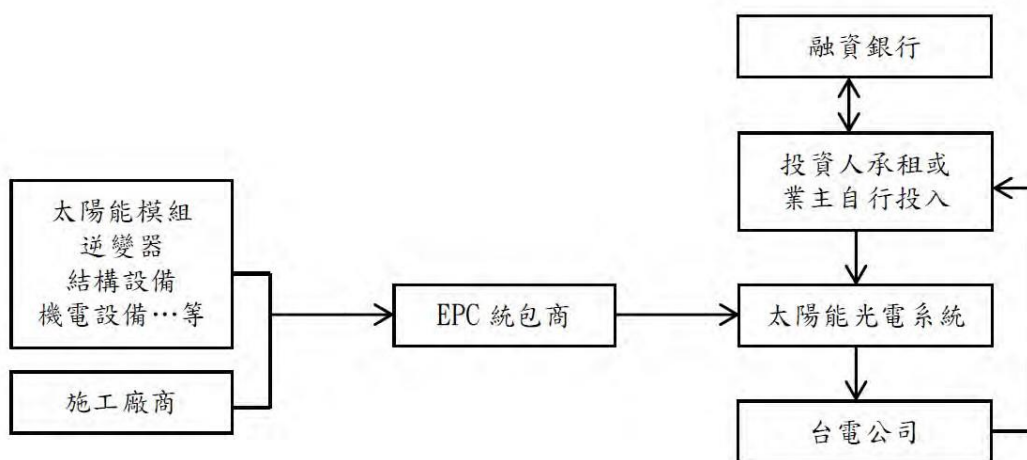 融資銀行
投資人承租或
業主自行投入
太陽能模組
逆變器
結構設備
機電設備…等
EPC 統包商
太陽能光電系統
施工廠商
台電公司